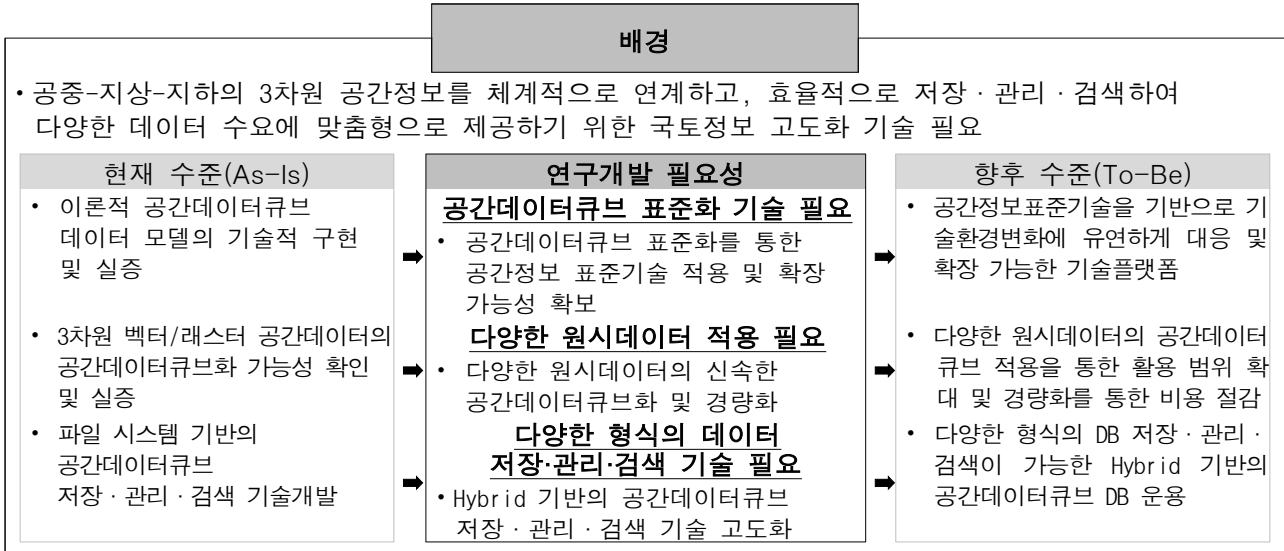 배경
• 공중-지상-지하의 3차원 공간정보를 체계적으로 연계하고, 효율적으로 저장·관리·검색하여
다양한 데이터 수요에 맞춤형으로 제공하기 위한 국토정보 고도화 기술 필요
현재 수준(As-Is)
• 이론적 공간데이터큐브
데이터 모델의 기술적 구현
및 실증
• 3차원 벡터/래스터 공간데이터의
공간데이터큐브화 가능성 확인
및 실증
• 파일 시스템 기반의
공간데이터큐브
저장·관리·검색 기술개발
연구개발 필요성
공간데이터큐브 표준화 기술 필요
• 공간데이터큐브 표준화를 통한
공간정보 표준기술 적용 및 확장
가능성 확보
다양한 원시데이터 적용 필요
• 다양한 원시데이터의 신속한
공간데이터큐브화 및 경량화
다양한 형식의 데이터
저장·관리·검색 기술 필요
• Hybrid 기반의 공간데이터큐브
저장·관리·검색 기술 고도화
향후 수준(To-Be)
• 공간정보표준기술을 기반으로 기
술환경변화에 유연하게 대응 및
확장 가능한 기술플랫폼
• 다양한 원시데이터의 공간데이터
큐브 적용을 통한 활용 범위 확
대 및 경량화를 통한 비용 절감
• 다양한 형식의 DB 저장·관리·
검색이 가능한 Hybrid 기반의
공간데이터큐브 DB 운용